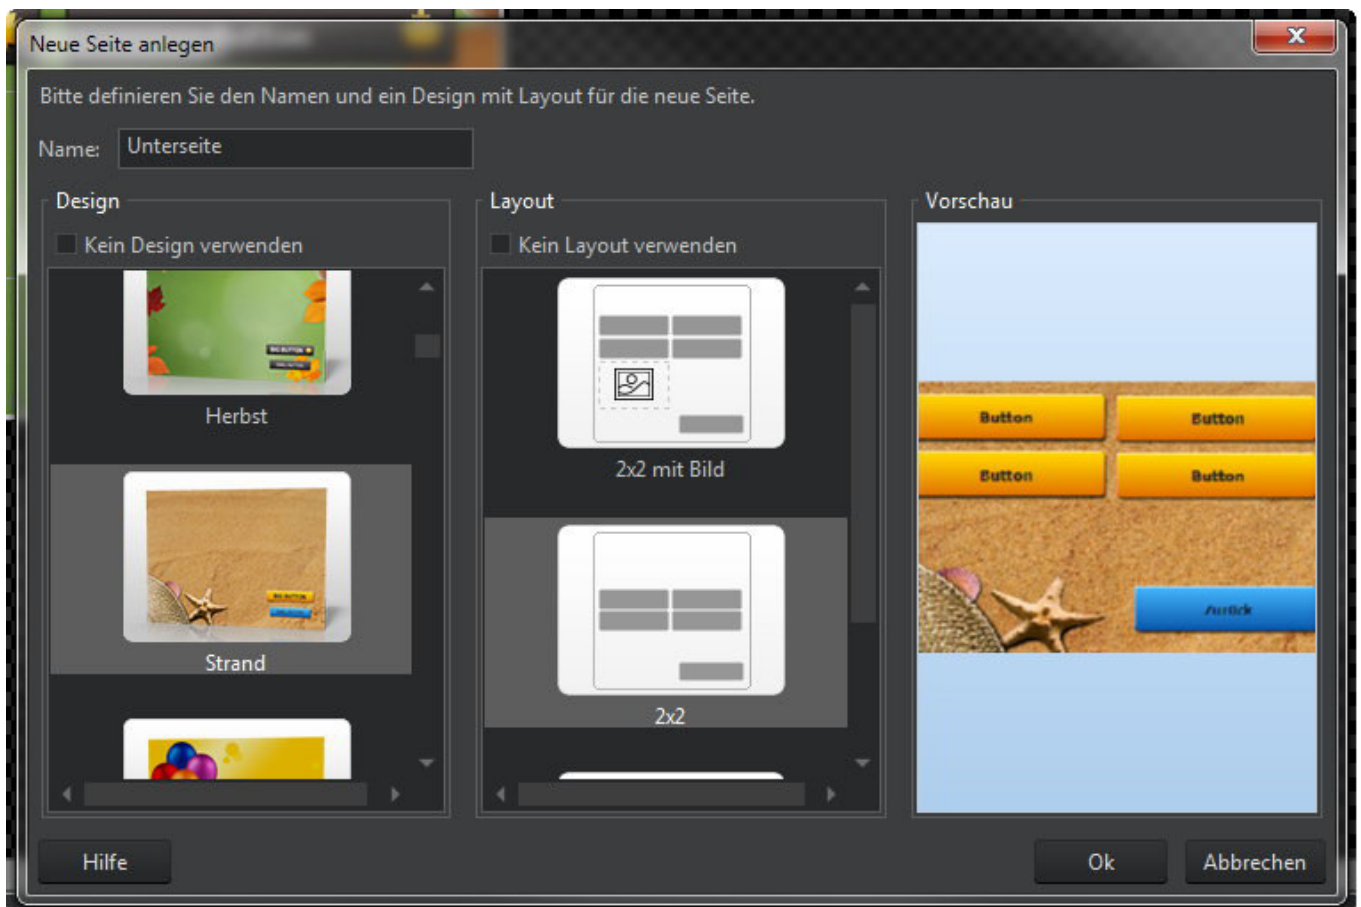 Neue Seite anlegen
Bitte definieren Sie den Namen und ein Design mit Layout für die neue Seite.
Name: Unterseite
Design
Layout
Vorschau
Kein Design verwenden
Kein Layout verwenden
Herbst
2x2 mit Bild
Button
Button
Button
Button
BIG BUTTON
Zurück
Strand
2x2
Hilfe
Ok
Abbrechen